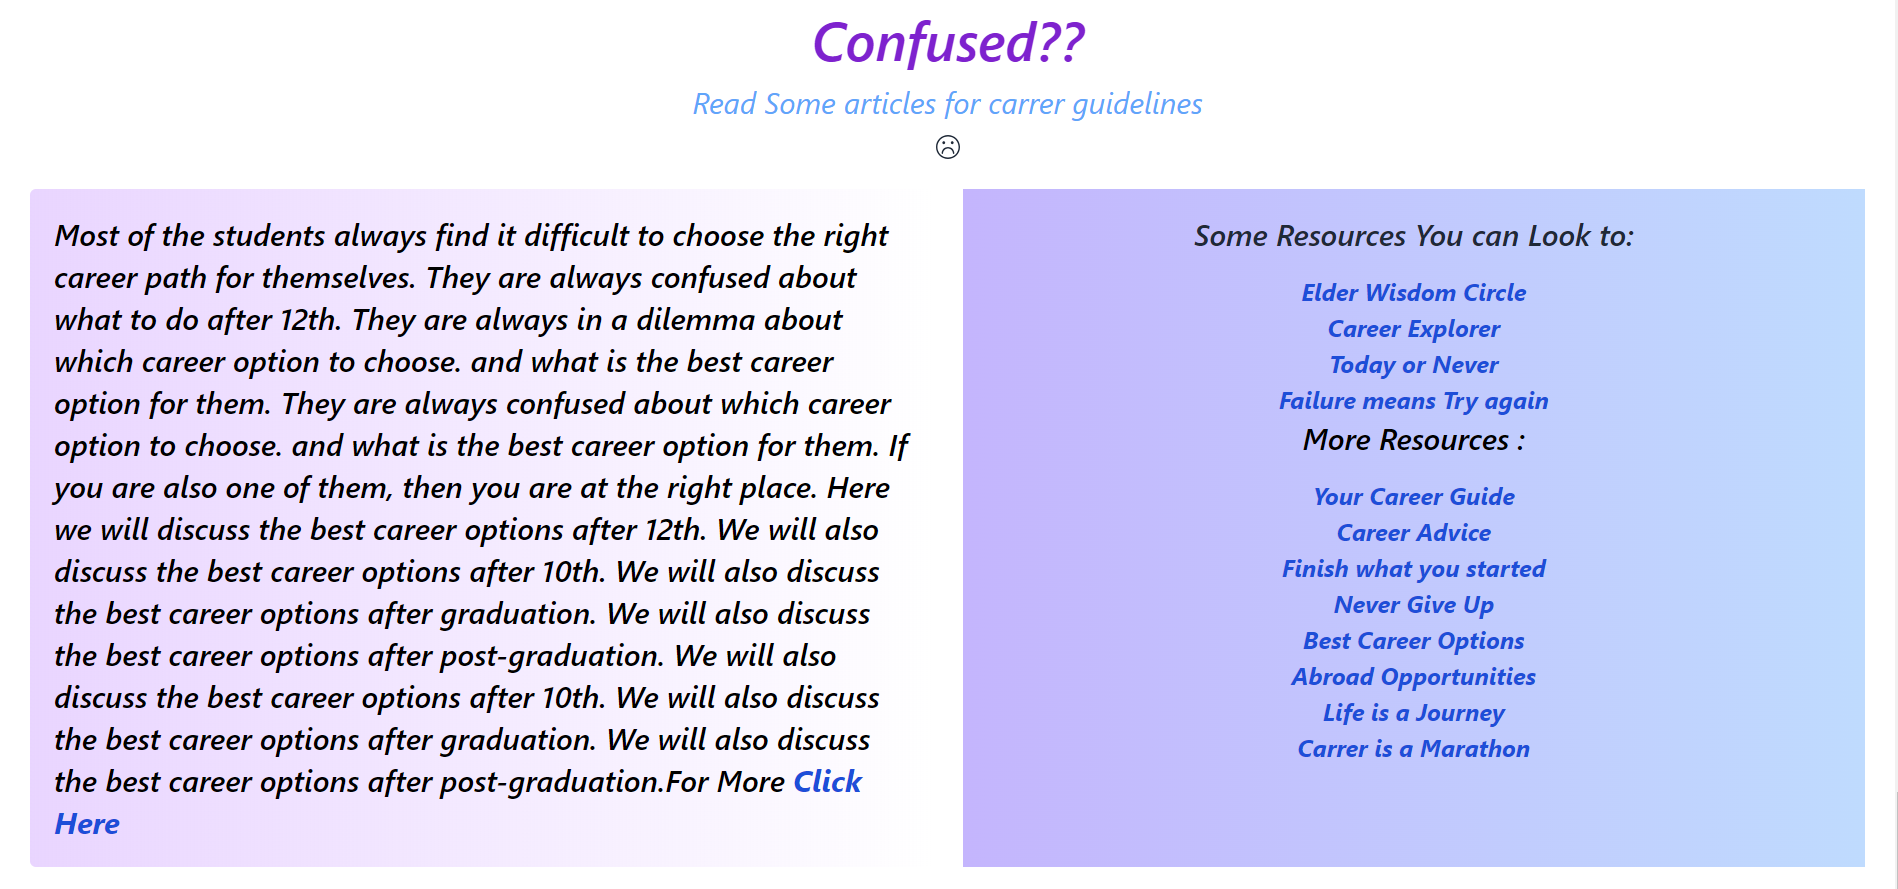 Confused??
Read Some articles for carrer guidelines
Most of the students always find it difficult to choose the right
career path for themselves. They are always confused about
what to do after 12th. They are always in a dilemma about
which career option to choose. and what is the best career
option for them. They are always confused about which career
option to choose. and what is the best career option for them. If
you are also one of them, then you are at the right place. Here
we will discuss the best career options after 12th. We will also
discuss the best career options after 10th. We will also discuss
the best career options after graduation. We will also discuss
the best career options after post-graduation. We will also
discuss the best career options after 10th. We will also discuss
the best career options after graduation. We will also discuss
the best career options after post-graduation.For More Click
Here
Some Resources You can Look to:
Elder Wisdom Circle
Career Explorer
Today or Never
Failure means Try again
More Resources :
Your Career Guide
Career Advice
Finish what you started
Never Give Up
Best Career Options
Abroad Opportunities
Life is a Journey
Carrer is a Marathon